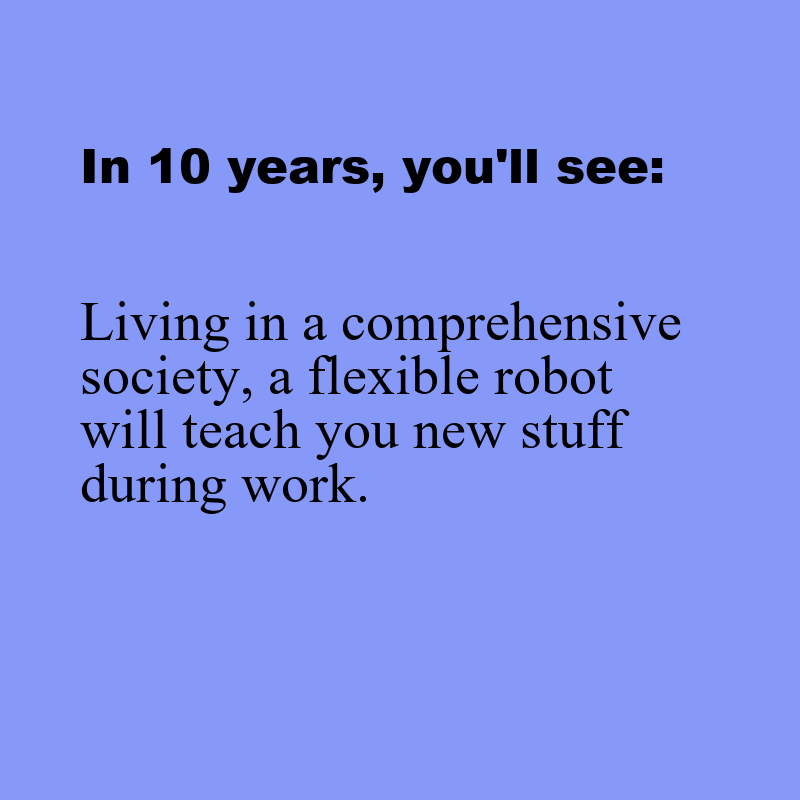 In 10 years, you'll see:
Living in a comprehensive
society, a flexible robot
will teach you new stuff
during work.